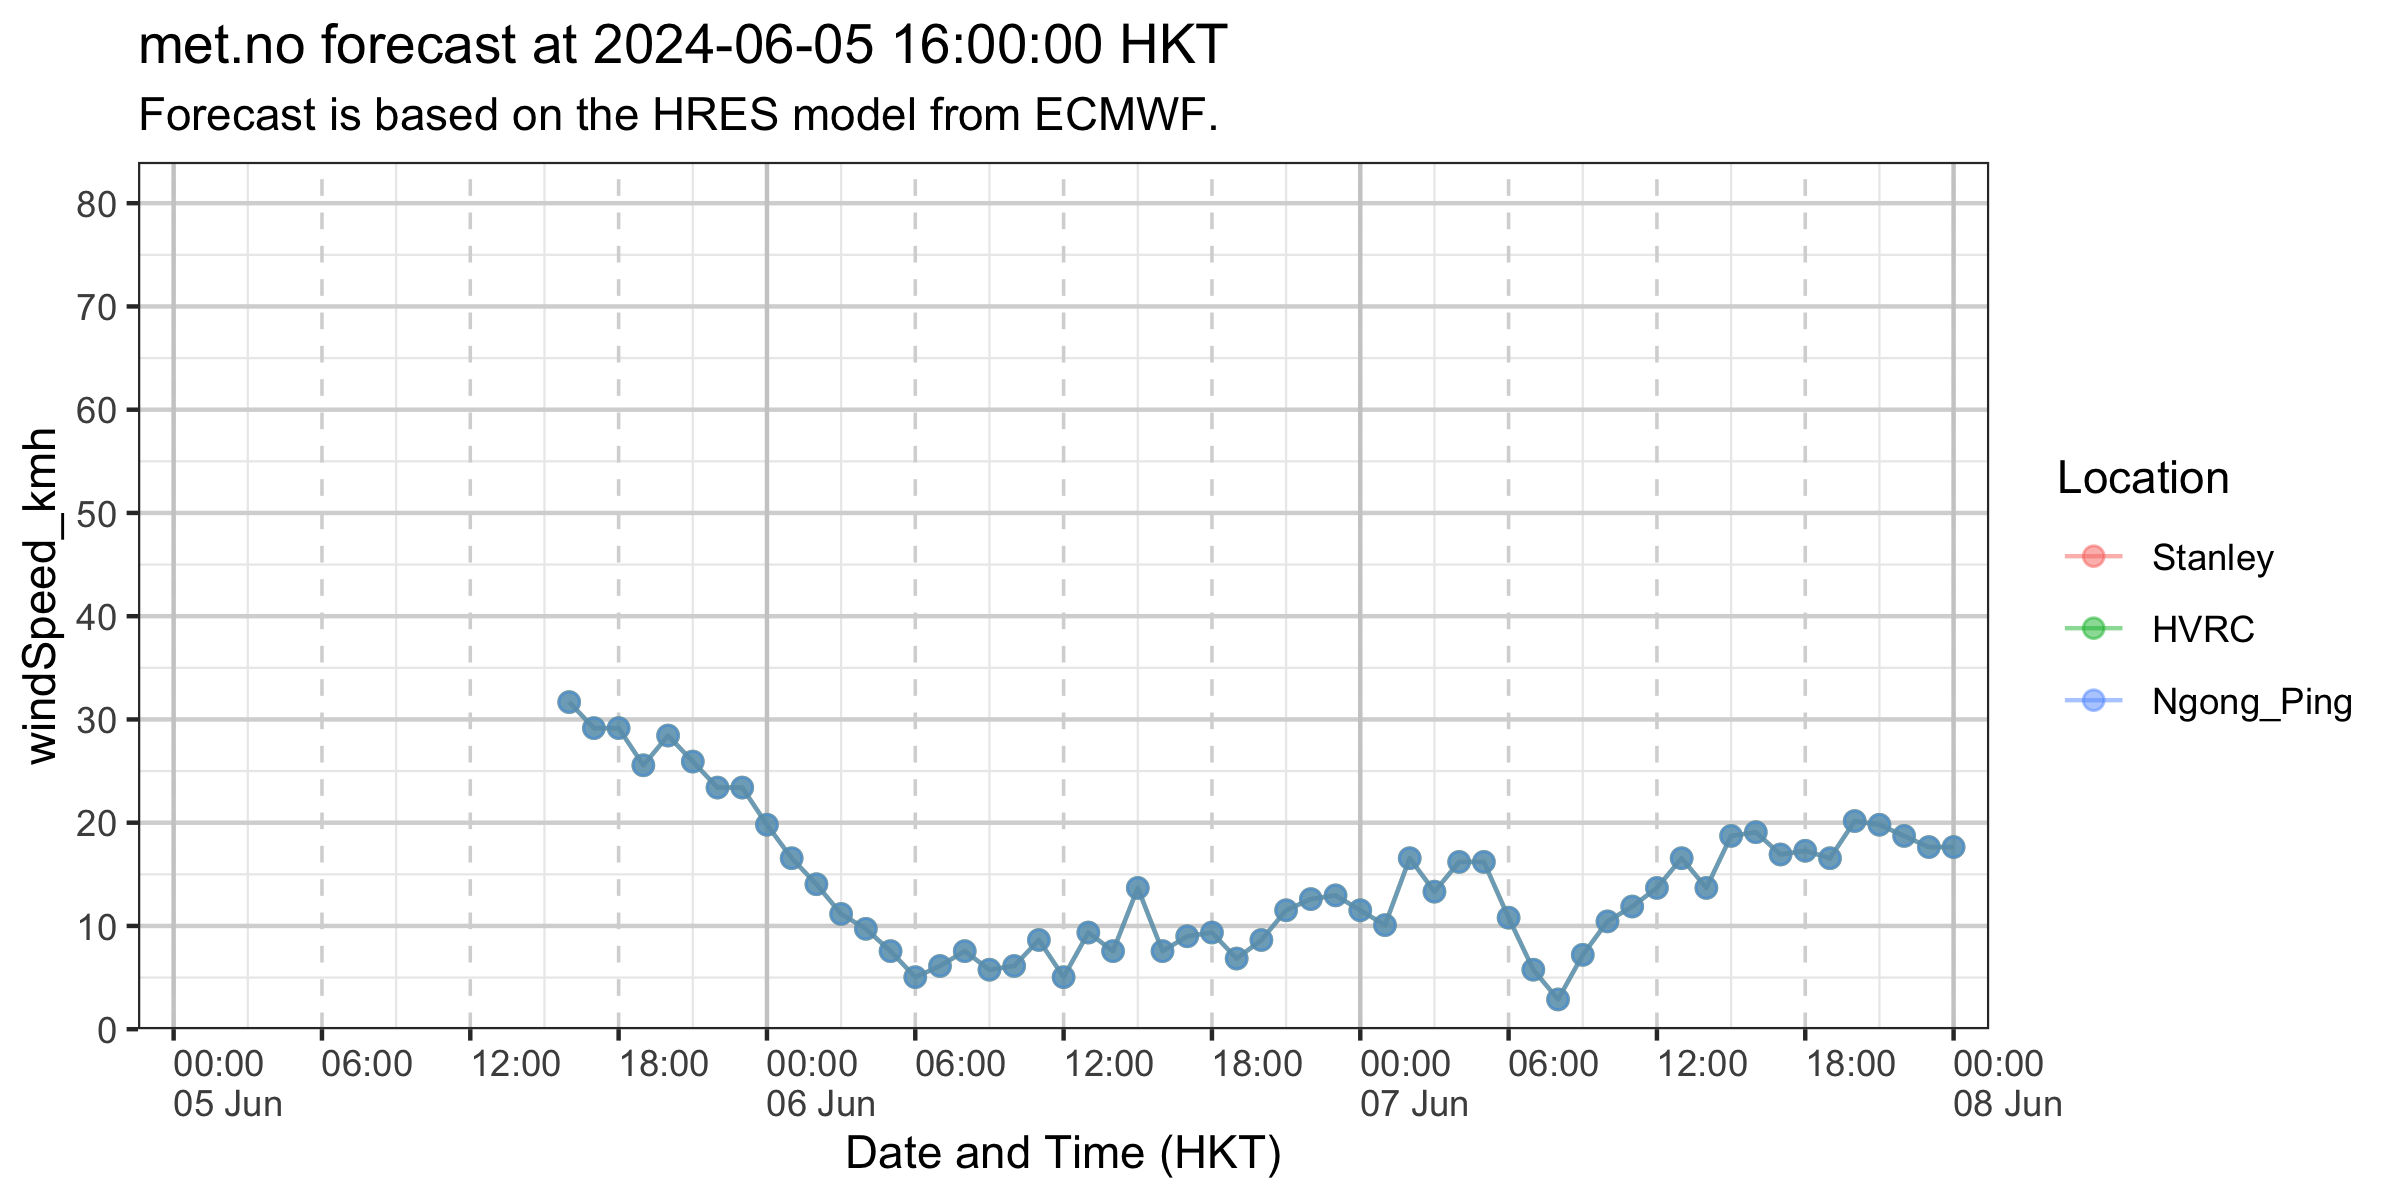 met.no forecast at 2024-06-05 16:00:00 HKT
Forecast is based on the HRES model from ECMWF.
windSpeed_kmh
80
70
60
50
40
30
20
10
0
00:00 06:00 12:00 18:00 00:00 06:00 12:00 18:00 00:00 06:00 12:00 18:00 00:00
05 Jun 06 Jun 07 Jun 08 Jun
Date and Time (HKT)
Location
Stanley
HVRC
Ngong_Ping